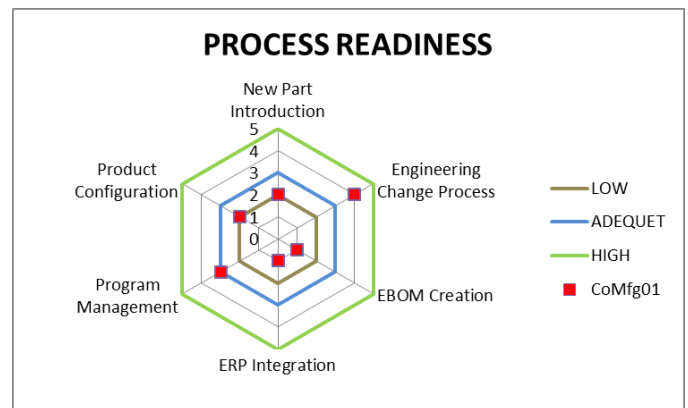 PROCESS READINESS
New Part
Introduction
5
4
3
2
1
0
Product
Configuration
Engineering
Change Process
Program
Management
EBOM Creation
ERP Integration
LOW
ADEQUET
HIGH
CoMfg01